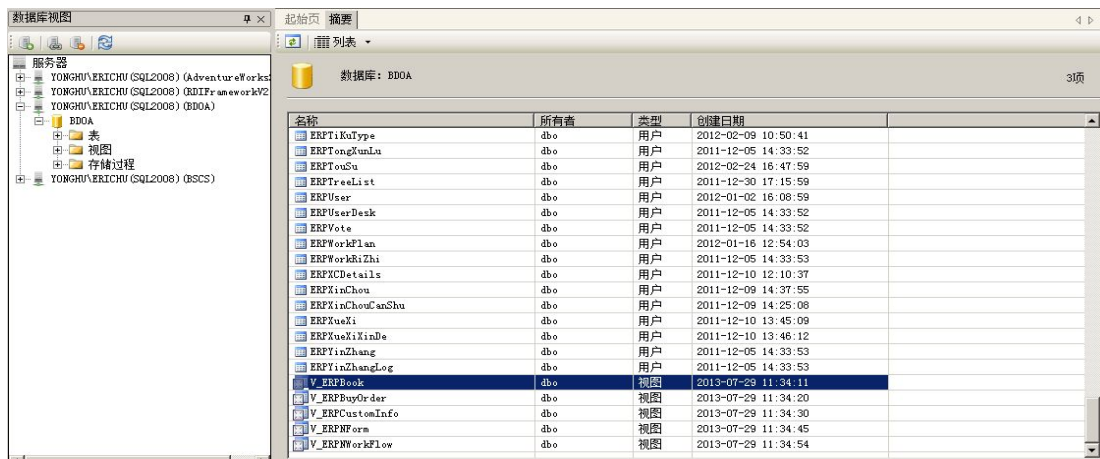 数据库视图
起始页 摘要
列表
服务器
YONGHU\ERICHU(SQL2008)(AdventureWorks
YONGHU\ERICHU(SQL2008)(RDIFrameworkV2
YONGHU\ERICHU(SQL2008)(BDOA)
BDOA
表
视图
存储过程
YONGHU\ERICHU(SQL2008)(BSCS)
数据库：BDOA
3项
名称 所有者 类型 创建日期
ERPTiKuType dbo 用户 2012-02-09 10:50:41
ERPTongXunLu dbo 用户 2011-12-05 14:33:52
ERPTouSu dbo 用户 2012-02-24 16:47:59
ERPTreeList dbo 用户 2011-12-30 17:15:59
ERPUser dbo 用户 2012-01-02 16:08:59
ERPUserDesk dbo 用户 2011-12-05 14:33:52
ERPVote dbo 用户 2011-12-05 14:33:52
ERPWorkPlan dbo 用户 2012-01-16 12:54:03
ERPWorkRiZhi dbo 用户 2011-12-05 14:33:53
ERPXCDetails dbo 用户 2011-12-10 12:10:37
ERPXinChou dbo 用户 2011-12-09 14:37:55
ERPXinChouCanShu dbo 用户 2011-12-09 14:25:08
ERPXueXi dbo 用户 2011-12-10 13:45:09
ERPXueXiXinDe dbo 用户 2011-12-10 13:46:12
ERPYinZhang dbo 用户 2011-12-05 14:33:53
ERPYinZhangLog dbo 用户 2011-12-05 14:33:53
V_ERPBook dbo 视图 2013-07-29 11:34:11
V_ERPBuyOrder dbo 视图 2013-07-29 11:34:20
V_ERPCustomInfo dbo 视图 2013-07-29 11:34:30
V_ERPNForm dbo 视图 2013-07-29 11:34:45
V_ERPNWorkFlow dbo 视图 2013-07-29 11:34:54